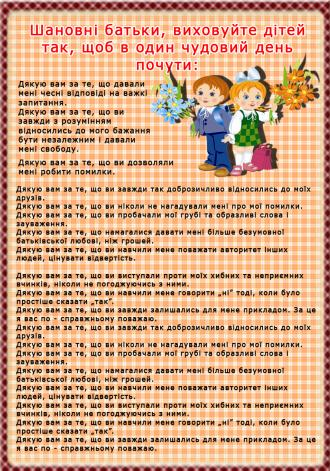 Шановні батьки, виховуйте дітей
так, щоб в один чудовий день
почути:
Дякую вам за те, що давали
мені чесні відповіді на важкі
запитання.
Дякую вам за те, що ви
завжди з розумінням
відносились до мого бажання
бути незалежним і давали
мені свободу.
Дякую вам за те, що ви дозволяли
мені робити помилки.
Дякую вам за те, що ви завжди так доброзичливо відносились до моїх
друзів.
Дякую вам за те, що ви ніколи не нагадували мені про мої помилки.
Дякую вам за те, що ви пробачали мої грубі та образливі слова і
зауваження.
Дякую вам за те, що намагалися давати мені більше безумовної
батьківської любові, ніж грошей.
Дякую вам за те, що ви навчили мене поважати авторитет інших
людей, цінувати відвертість.
Дякую вам за те, що ви виступали проти моїх хибних та неприємних
вчинків, ніколи не погоджуючись з ними.
Дякую вам за те, що ви навчили мене говорити „ні” тоді, коли було
простіше сказати „так”.
Дякую вам за те, що ви завжди залишались для мене прикладом. За це
я вас по - справжньому поважаю.
Дякую вам за те, що ви завжди так доброзичливо відносились до моїх
друзів.
Дякую вам за те, що ви ніколи не нагадували мені про мої помилки.
Дякую вам за те, що ви пробачали мої грубі та образливі слова і
зауваження.
Дякую вам за те, що намагалися давати мені більше безумовної
батьківської любові, ніж грошей.
Дякую вам за те, що ви навчили мене поважати авторитет інших
людей, цінувати відвертість.
Дякую вам за те, що ви виступали проти моїх хибних та неприємних
вчинків, ніколи не погоджуючись з ними.
Дякую вам за те, що ви навчили мене говорити „ні” тоді, коли було
простіше сказати „так”.
Дякую вам за те, що ви завжди залишались для мене прикладом. За це
я вас по - справжньому поважаю.